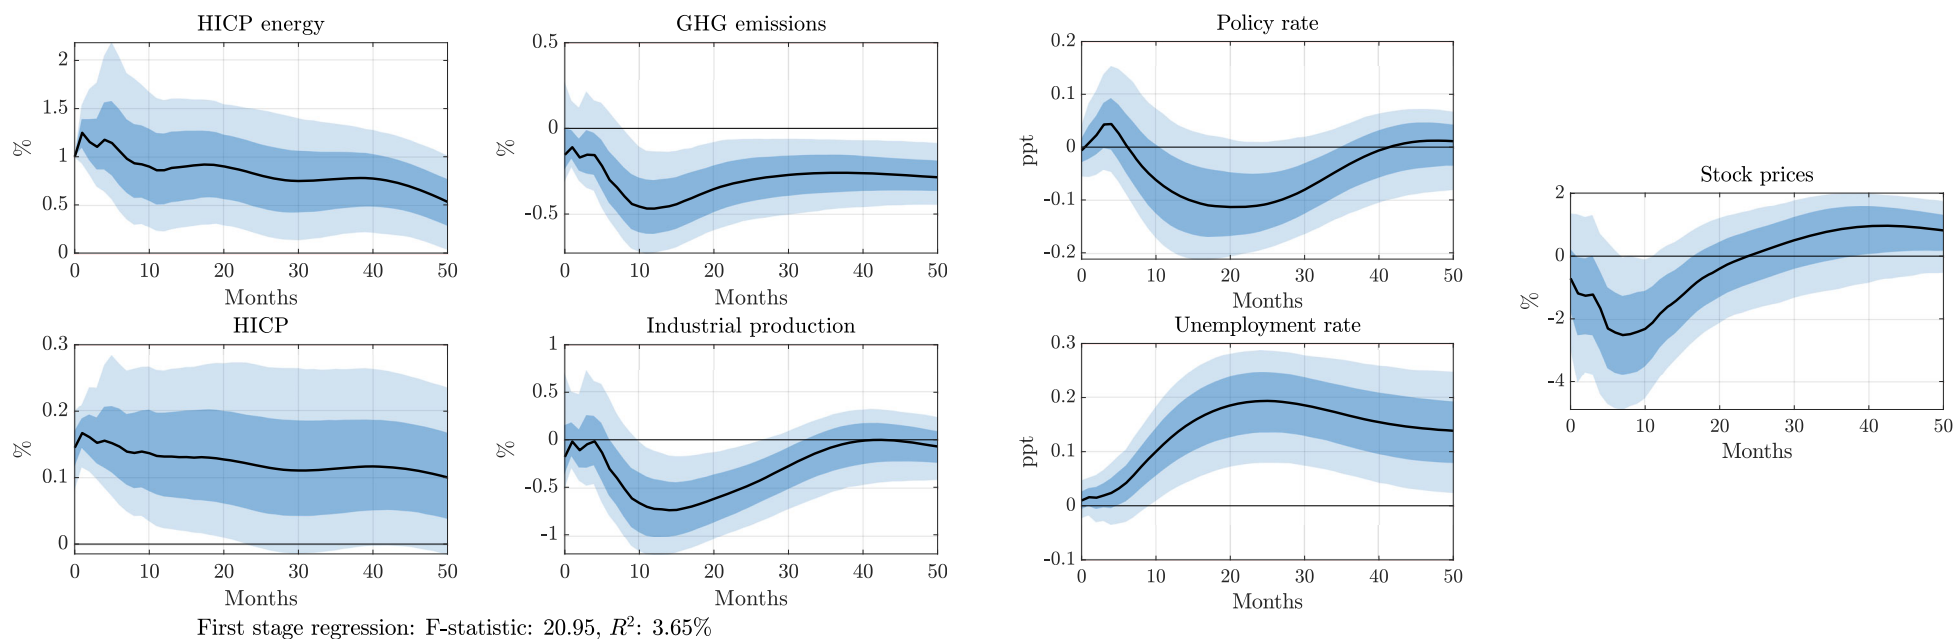 HICP energy
2
1.5
1
0.5
0
%
0 10 20 30 40 50
Months
GHG emissions
0.5
0
-0.5
%
0 10 20 30 40 50
Months
Policy rate
0.2
0.1
0
-0.1
-0.2
ppt
0 10 20 30 40 50
Months
Stock prices
2
0
-2
-4
%
0 10 20 30 40 50
Months
HICP
0.3
0.2
0.1
0
%
0 10 20 30 40 50
Months
Industrial production
1
0.5
0
-0.5
-1
%
0 10 20 30 40 50
Months
Unemployment rate
0.3
0.2
0.1
0
-0.1
ppt
0 10 20 30 40 50
Months
First stage regression: F-statistic: 20.95, R²: 3.65%